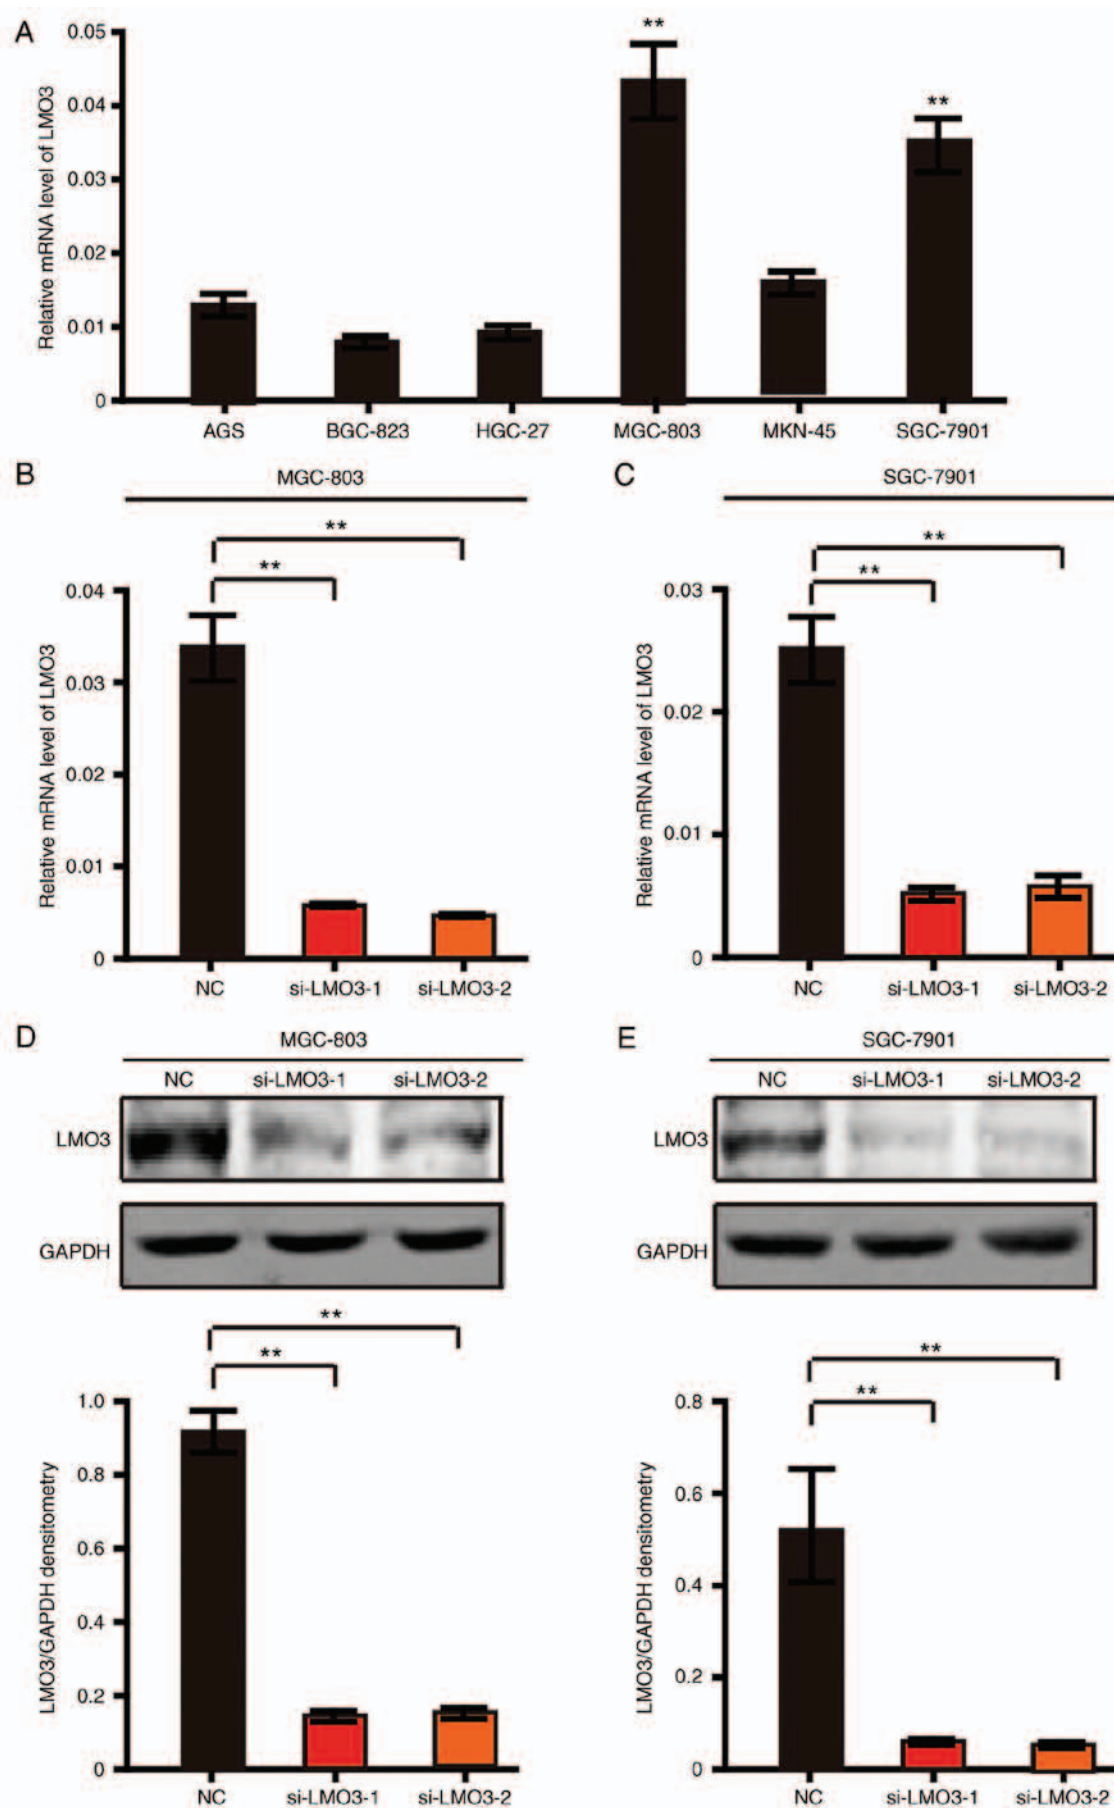 A
Relative mRNA level of LMO3
0.05
0.04
0.03
0.02
0.01
0
**
**
AGS BGC-823 HGC-27 MGC-803 MKN-45 SGC-7901
B
MGC-803
**
**
Relative mRNA level of LMO3
0.04
0.03
0.02
0.01
0
NC si-LMO3-1 si-LMO3-2
C
SGC-7901
**
**
Relative mRNA level of LMO3
0.03
0.02
0.01
0
NC si-LMO3-1 si-LMO3-2
D
MGC-803
NC si-LMO3-1 si-LMO3-2
LMO3
GAPDH
**
**
LMO3/GAPDH densitometry
1.0
0.8
0.6
0.4
0.2
0
NC si-LMO3-1 si-LMO3-2
E
SGC-7901
NC si-LMO3-1 si-LMO3-2
LMO3
GAPDH
**
**
LMO3/GAPDH densitometry
0.8
0.6
0.4
0.2
0
NC si-LMO3-1 si-LMO3-2